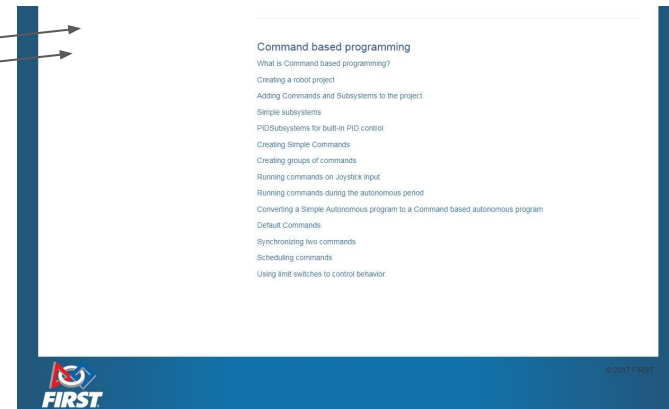 Command based programming
What is Command based programming?
Creating a robot project
Adding Commands and Subsystems to the project
Simple subsystems
PIDSubsystems for built-in PID control
Creating Simple Commands
Creating groups of commands
Running commands on Joystick input
Running commands during the autonomous period
Converting a Simple Autonomous program to a Command based autonomous program
Default Commands
Synchronizing two commands
Scheduling commands
Using limit switches to control behavior
© 2017 FIRST
FIRST